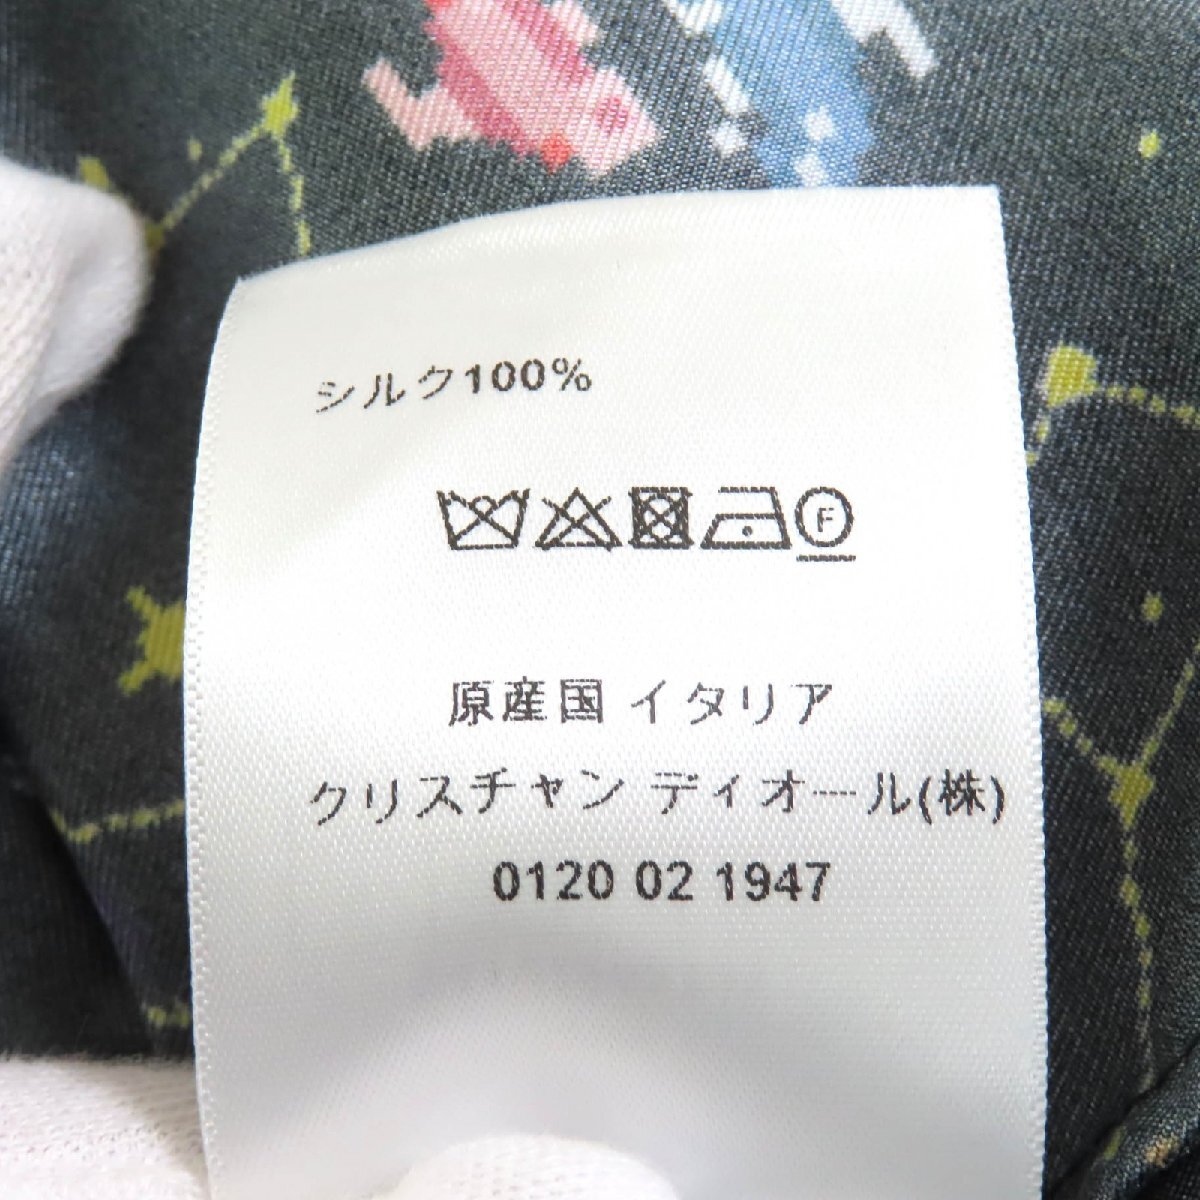 シルク100%
F
原産国 イタリア
クリスチャン ディオール(株)
0120 02 1947